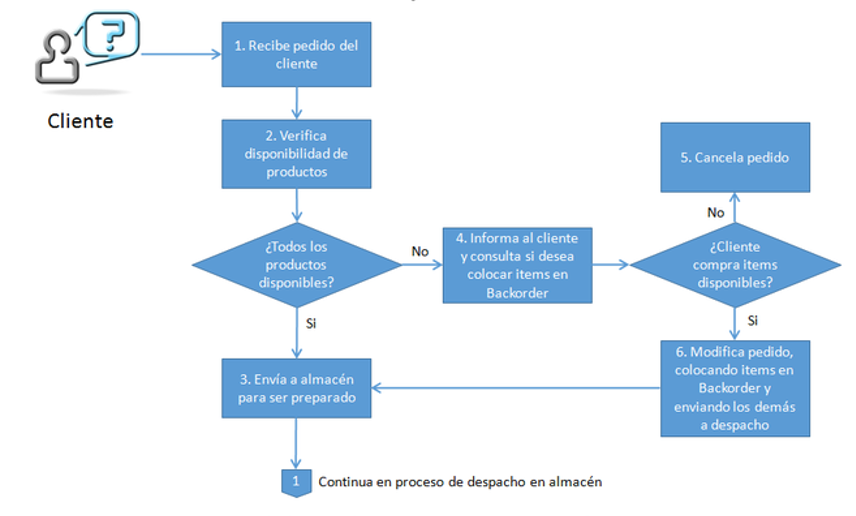 ?
Cliente
1. Recibe pedido del
cliente
2. Verifica
disponibilidad de
productos
¿Todos los
productos
disponibles?
No
4. Informa al cliente
y consulta si desea
colocar items en
Backorder
¿Cliente
compra items
disponibles?
No
5. Cancela pedido
Si
6. Modifica pedido,
colocando items en
Backorder y
enviando los demás
a despacho
Si
3. Envía a almacén
para ser preparado
1
Continua en proceso de despacho en almacén